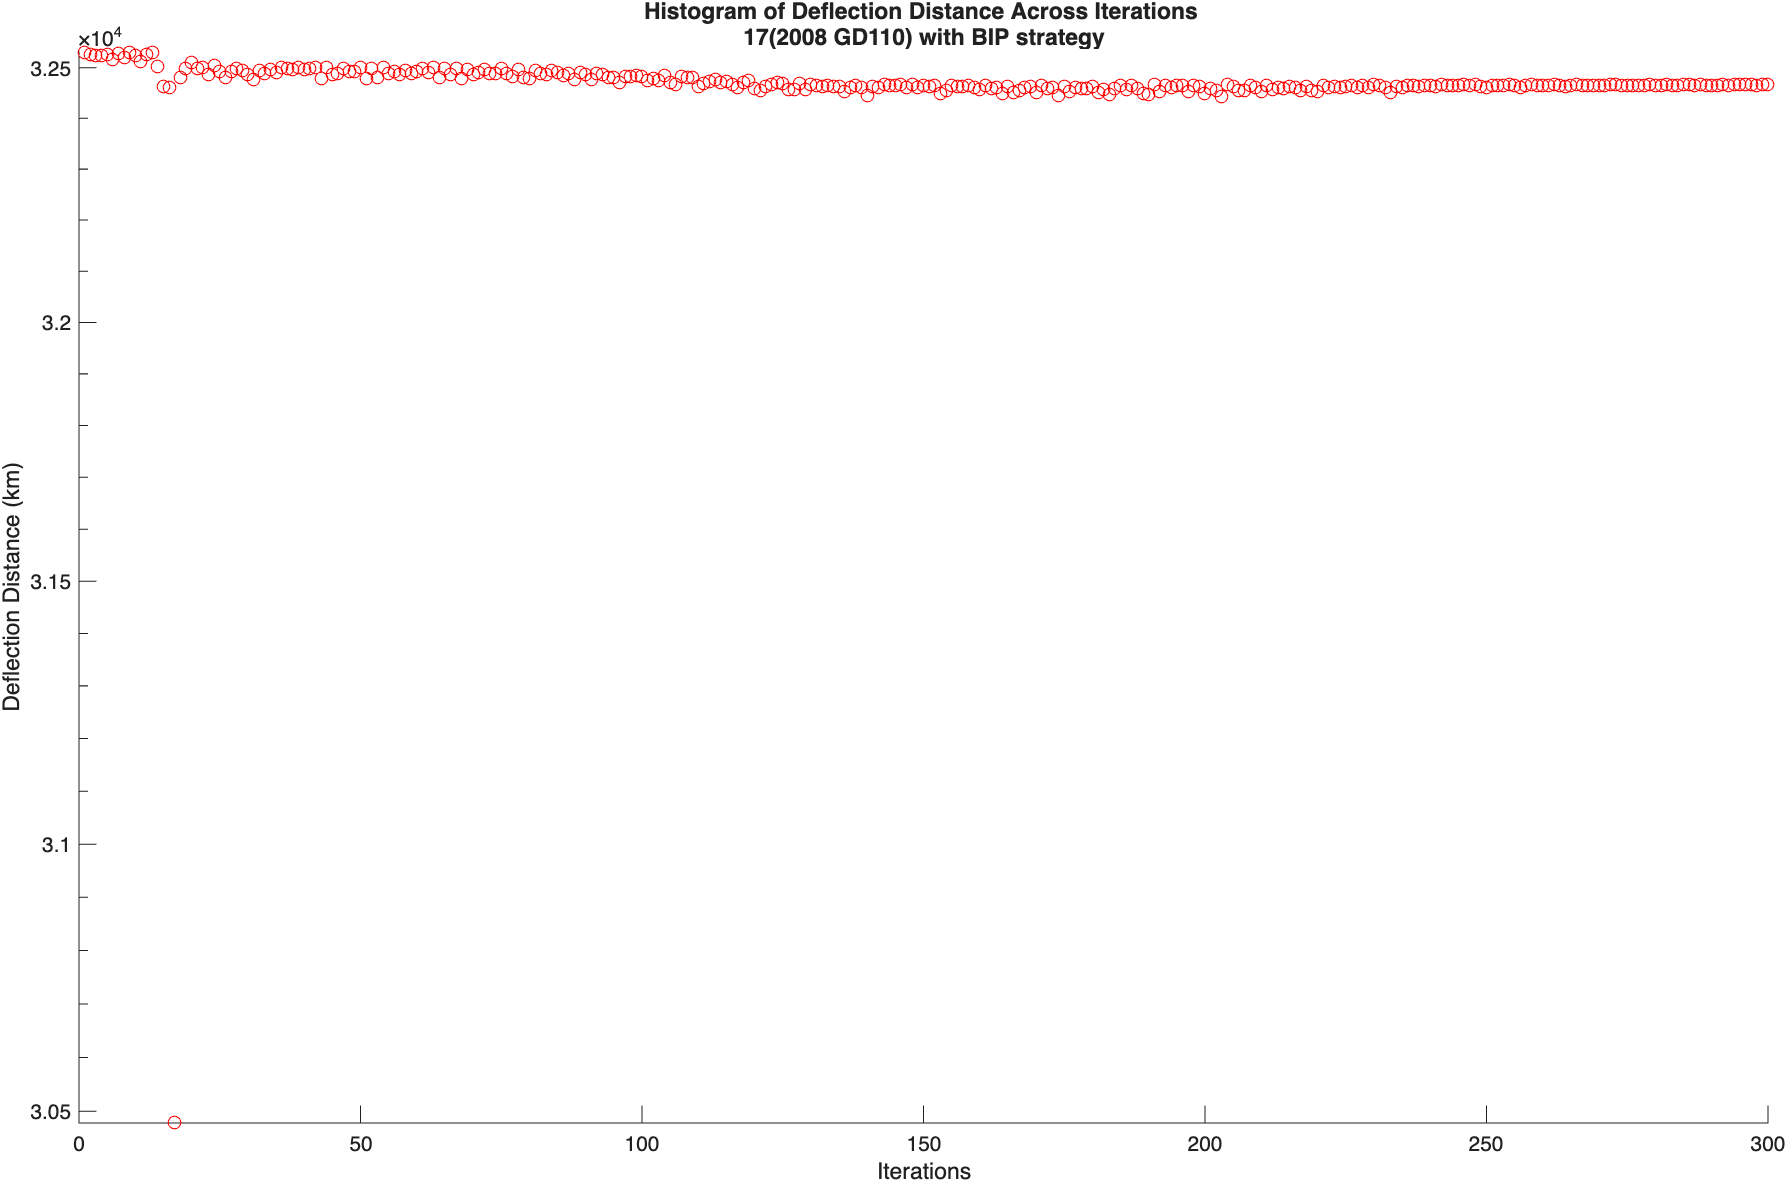 Histogram of Deflection Distance Across Iterations
17(2008 GD110) with BIP strategy
×10⁴
3.25
3.2
3.15
3.1
3.05
Deflection Distance (km)
0 50 100 150 200 250 300
Iterations